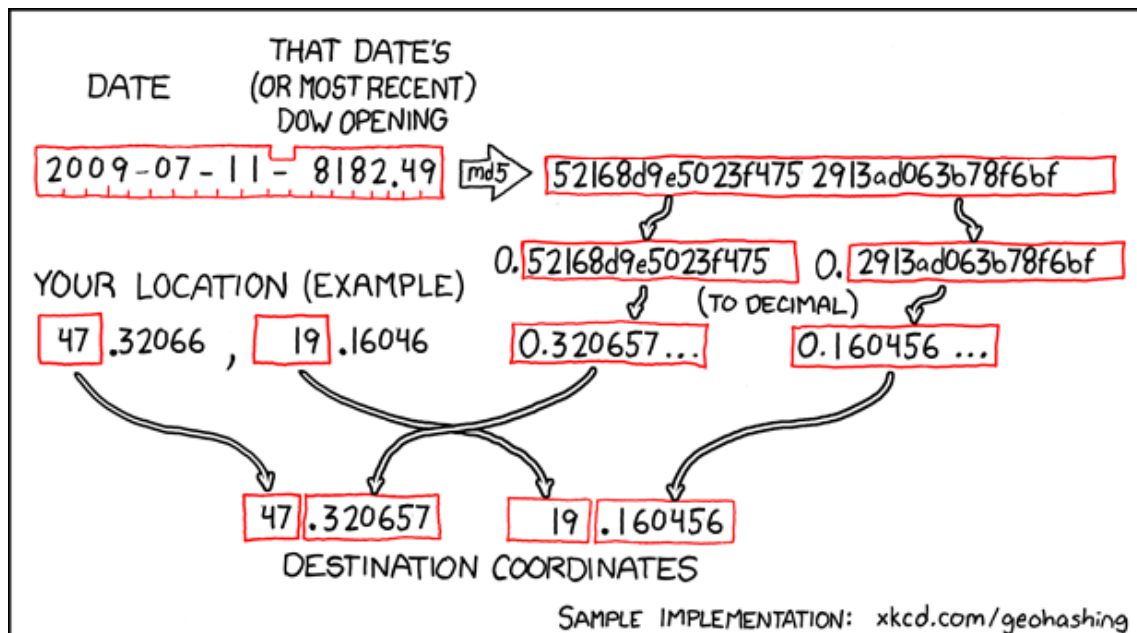 DATE
THAT DATE'S
(OR MOST RECENT)
DOW OPENING
2009-07-11-8182.49
md5
52168d9e5023f475 2913ad063b78f6bf
0.52168d9e5023f475
0.2913ad063b78f6bf
YOUR LOCATION (EXAMPLE)
(TO DECIMAL)
47.32066, 19.16046
0.320657...
0.160456 ...
47.320657
19.160456
DESTINATION COORDINATES
SAMPLE IMPLEMENTATION: xkcd.com/geohashing